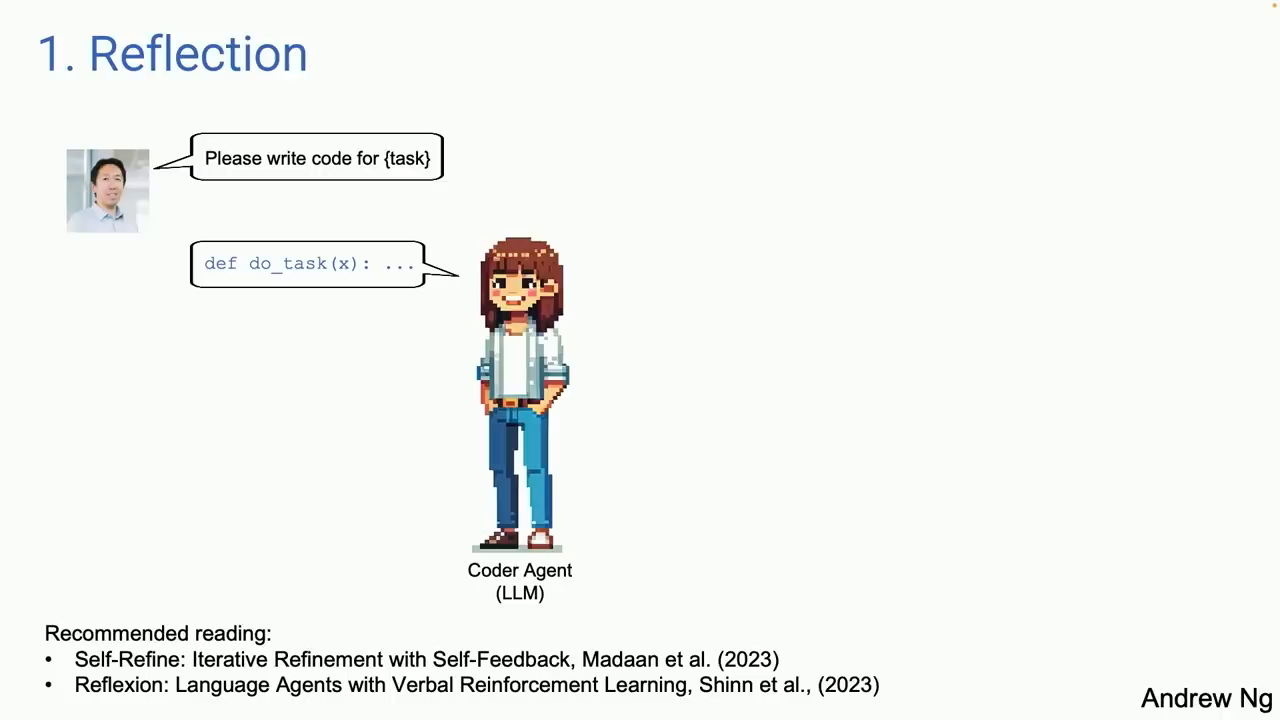 1. Reflection
Please write code for {task}
def do_task(x): ...
Coder Agent
(LLM)
Recommended reading:
• Self-Refine: Iterative Refinement with Self-Feedback, Madaan et al. (2023)
• Reflexion: Language Agents with Verbal Reinforcement Learning, Shinn et al., (2023)
Andrew Ng